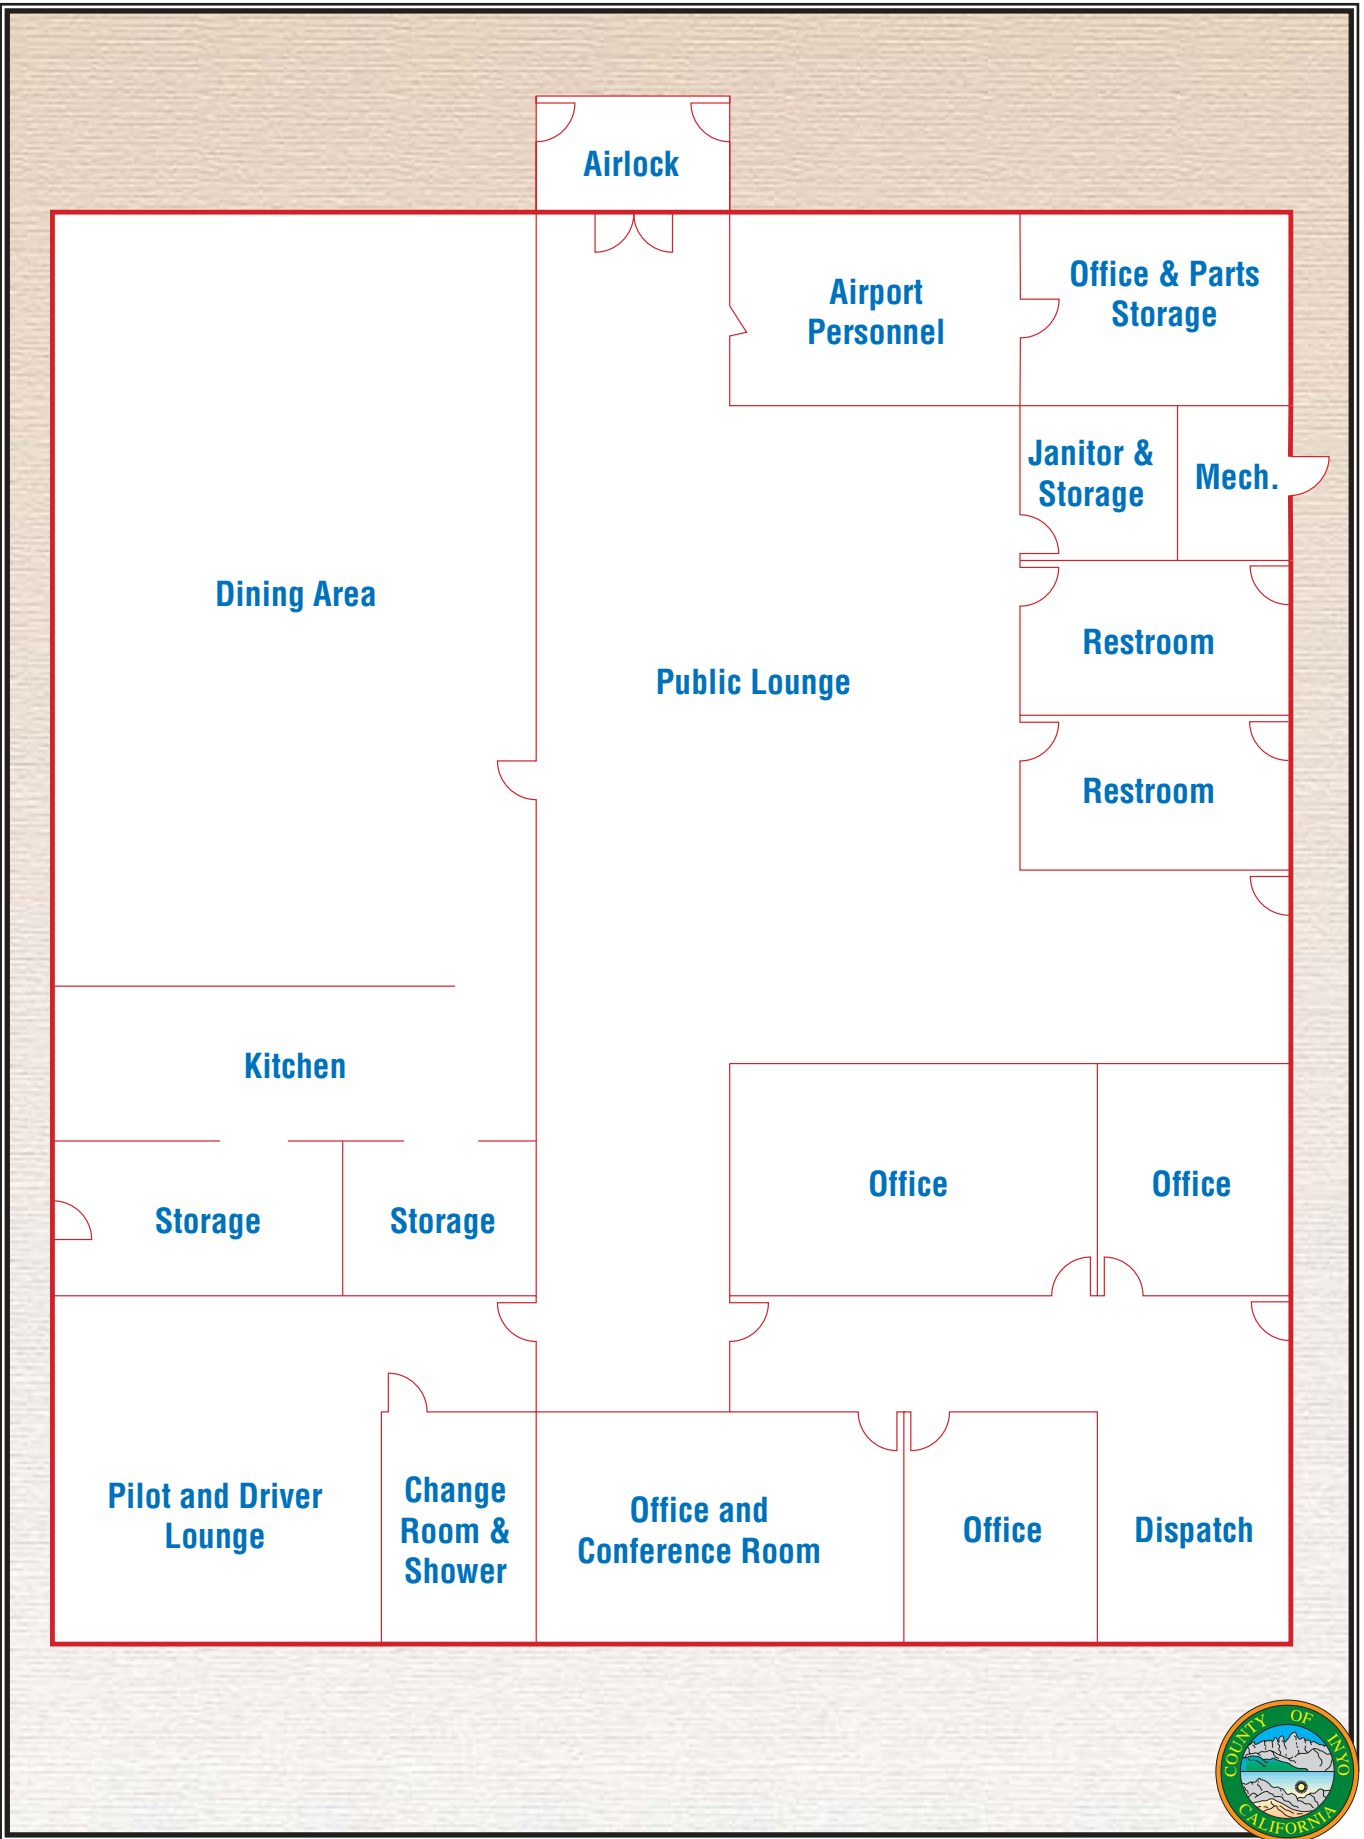 Airlock
Office & Parts
Storage
Airport
Personnel
Janitor &
Storage
Mech.
Dining Area
Restroom
Public Lounge
Restroom
Kitchen
Office
Office
Storage
Storage
Pilot and Driver
Lounge
Change
Room &
Shower
Office and
Conference Room
Office
Dispatch
COUNTY OF INYO
CALIFORNIA